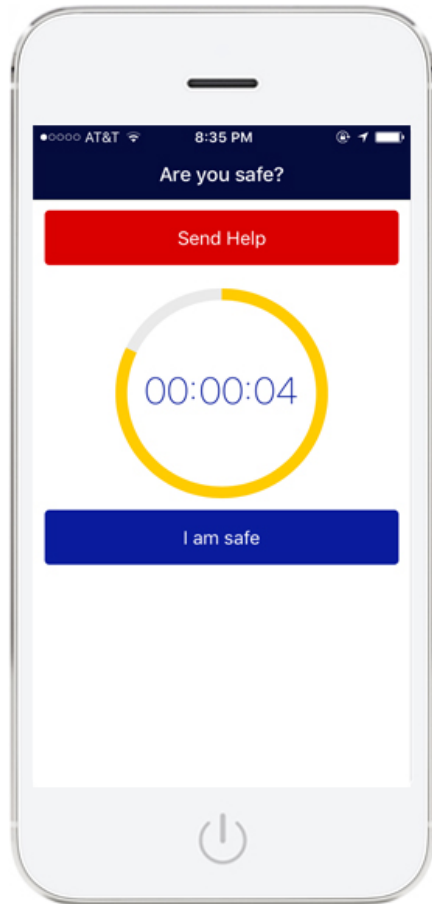 ●○○○○ AT&T 8:35 PM
Are you safe?
Send Help
00:00:04
I am safe